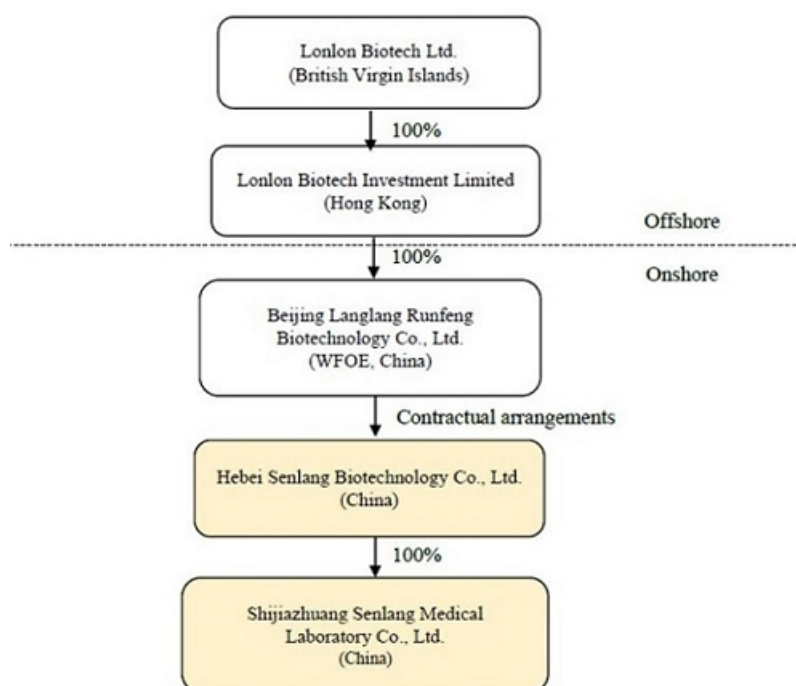 Lonlon Biotech Ltd.
(British Virgin Islands)
100%
Lonlon Biotech Investment Limited
(Hong Kong)
Offshore
100%
Onshore
Beijing Langlang Runfeng
Biotechnology Co., Ltd.
(WFOE, China)
Contractual arrangements
Hebei Senlang Biotechnology Co., Ltd.
(China)
100%
Shijiazhuang Senlang Medical
Laboratory Co., Ltd.
(China)